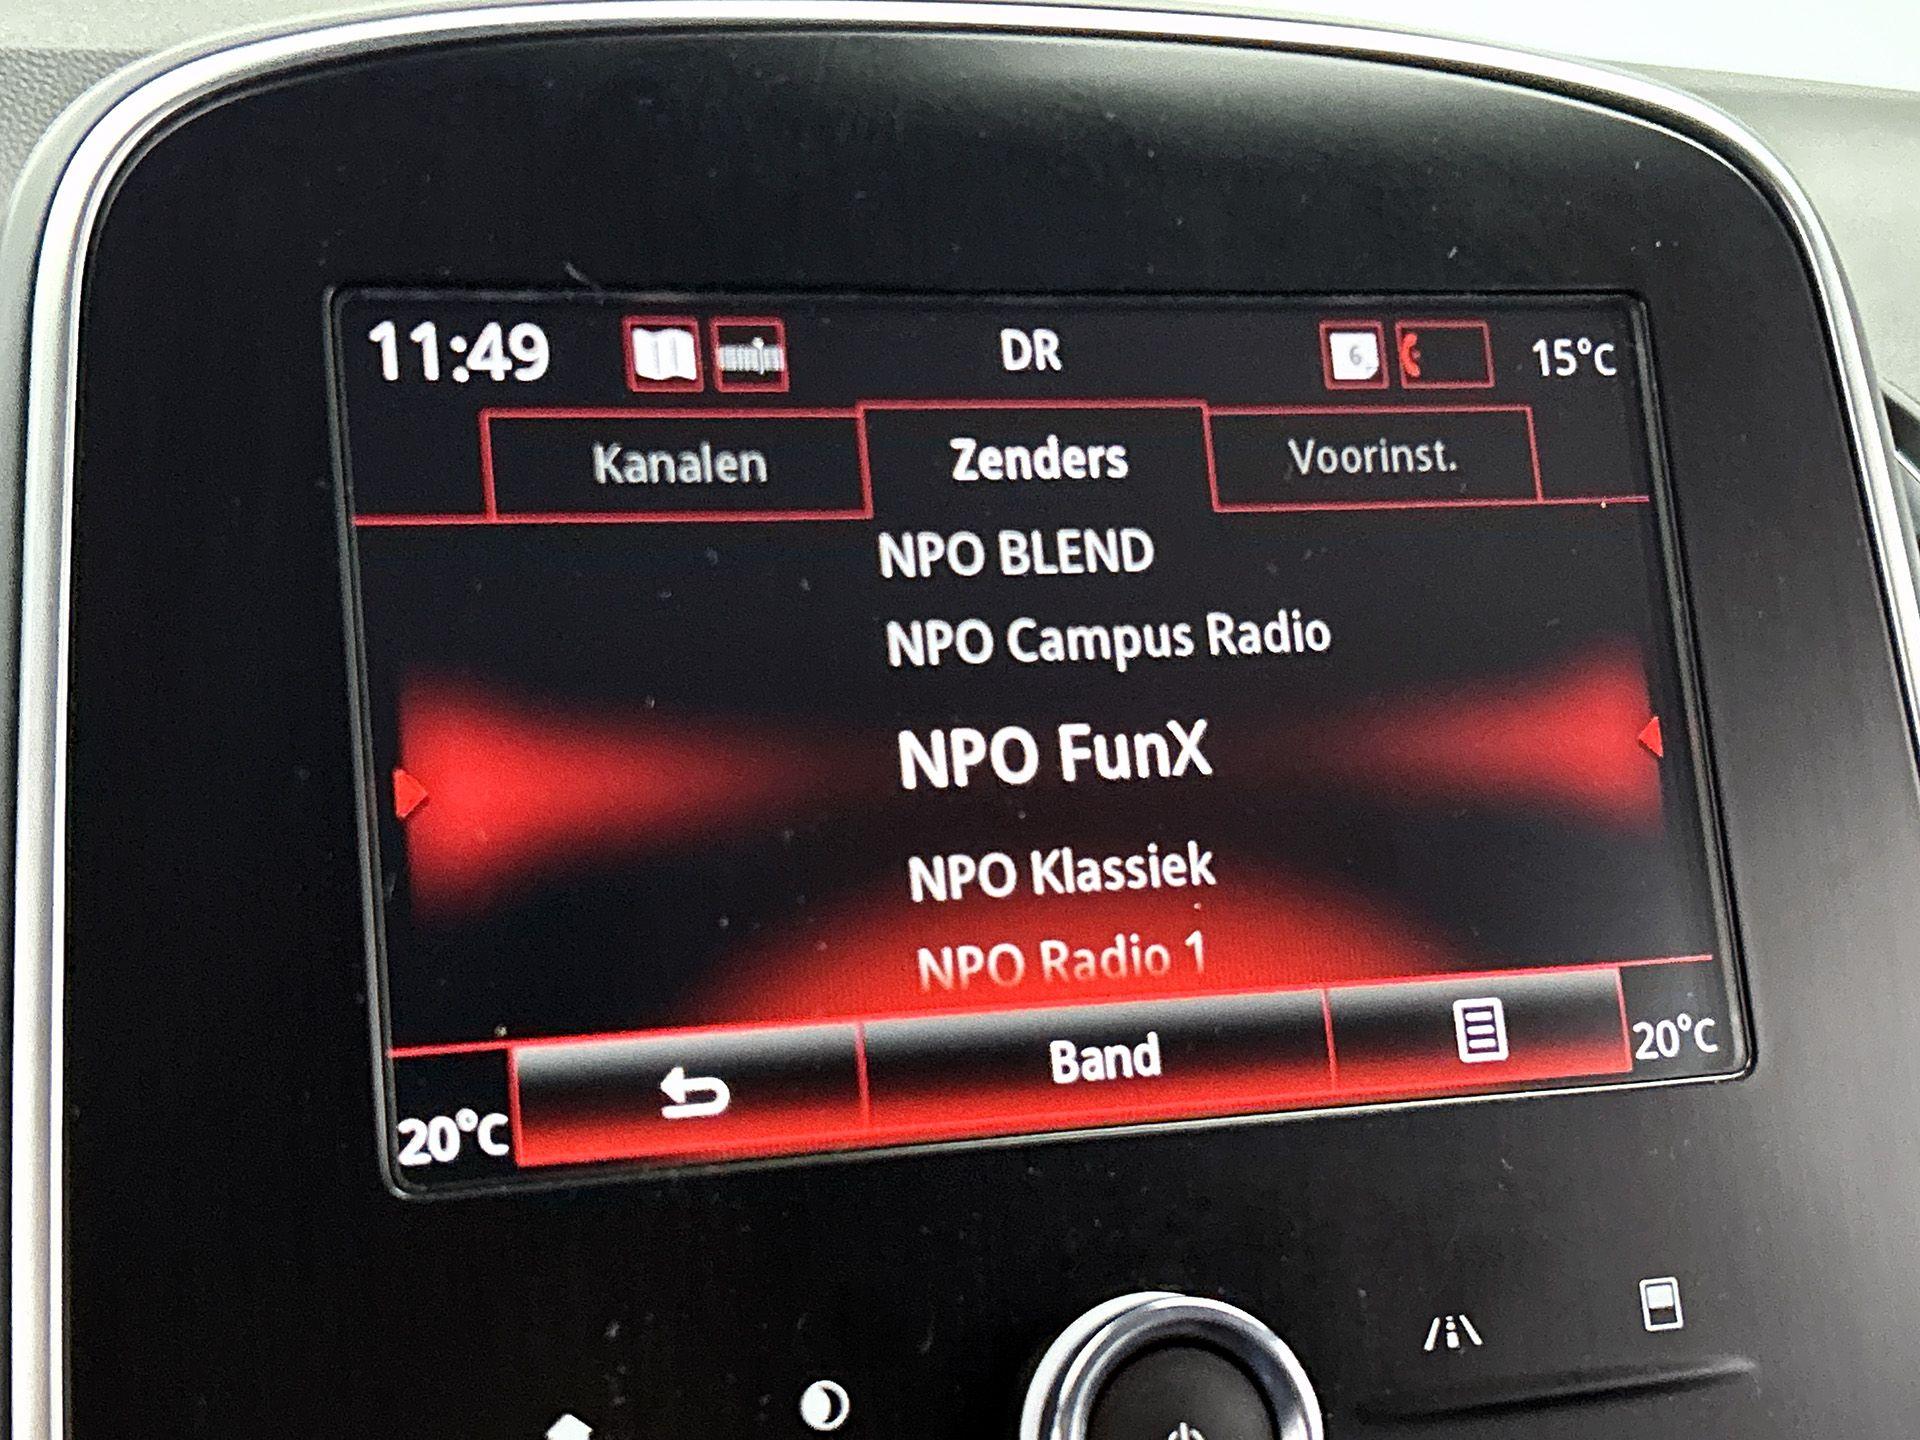 11:49 DR 6 15°C
Kanalen Zenders Voorinst.
NPO BLEND
NPO Campus Radio
NPO FunX
NPO Klassiek
NPO Radio 1
Band
20°C 20°C